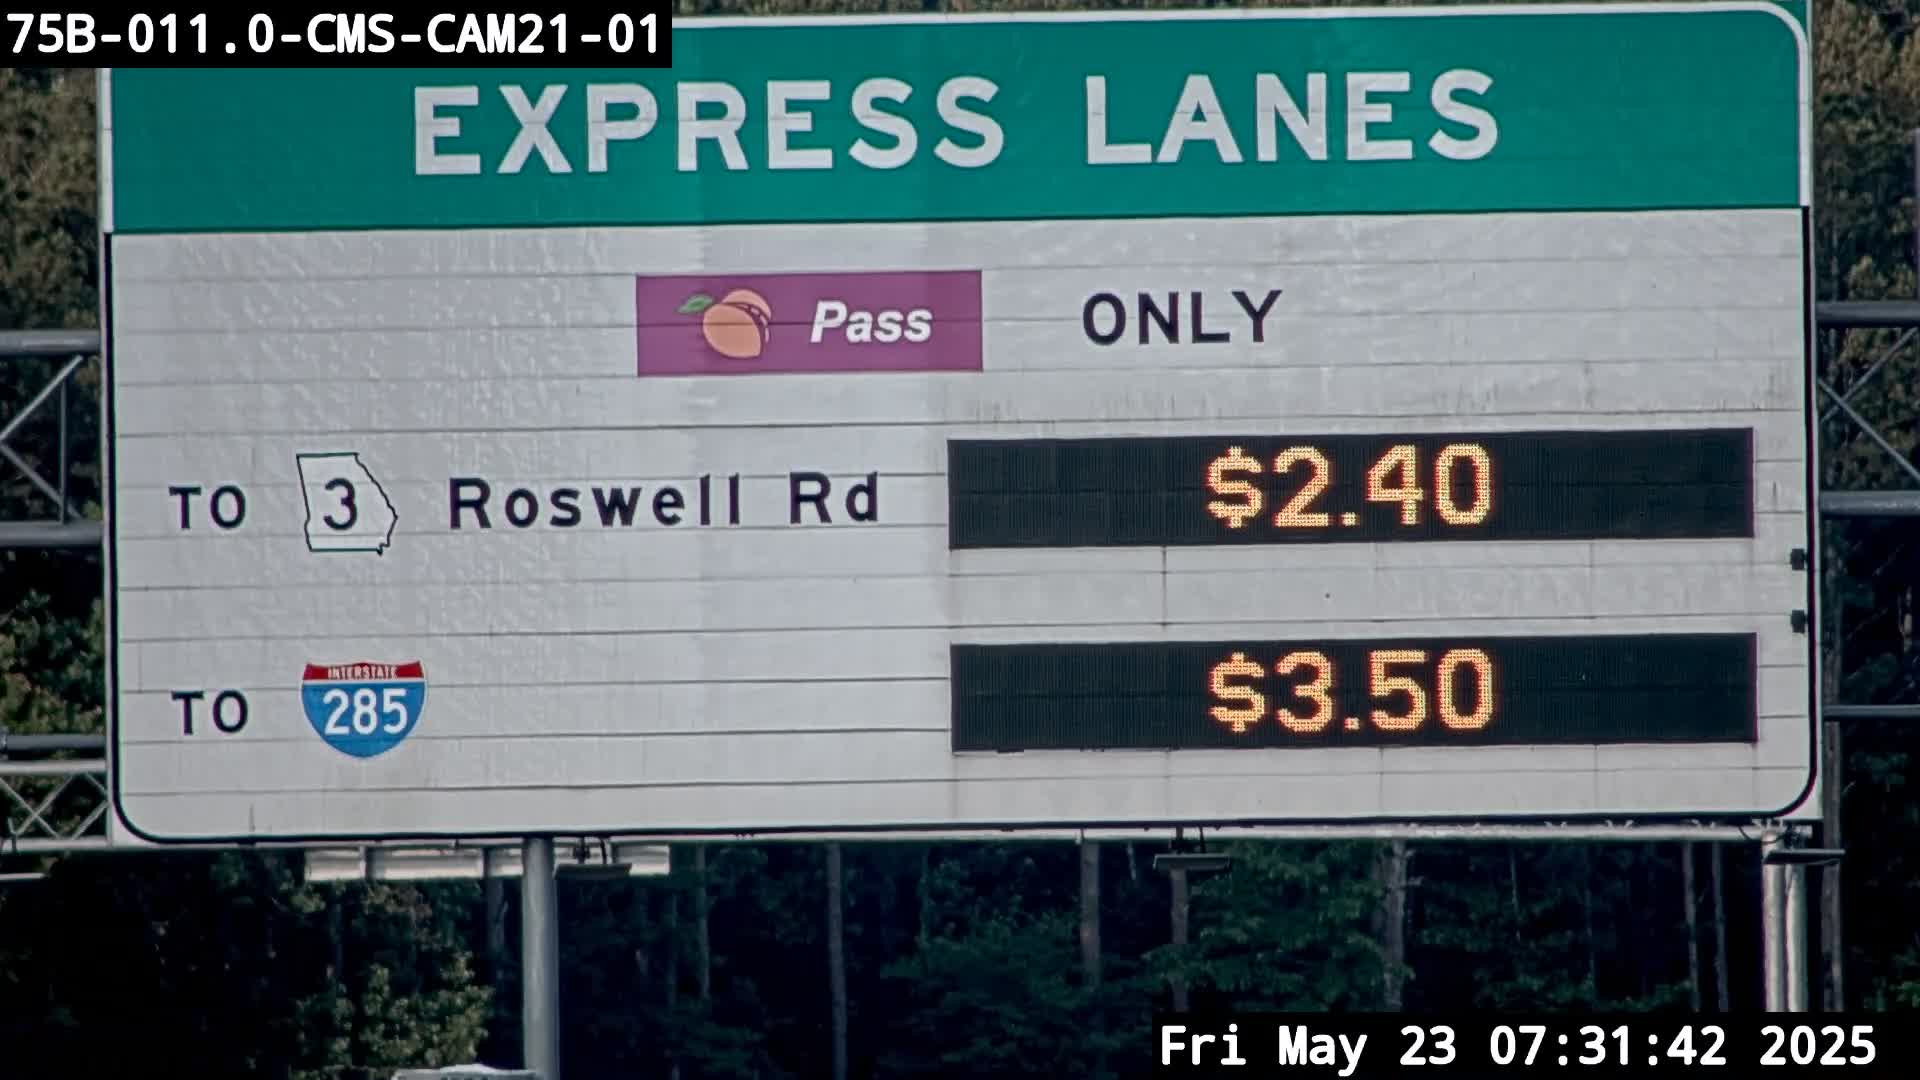 75B-011.0-CMS-CAM21-01
EXPRESS LANES
Pass ONLY
TO 3 Roswell Rd $2.40
INTERSTATE
TO 285 $3.50
Fri May 23 07:31:42 2025